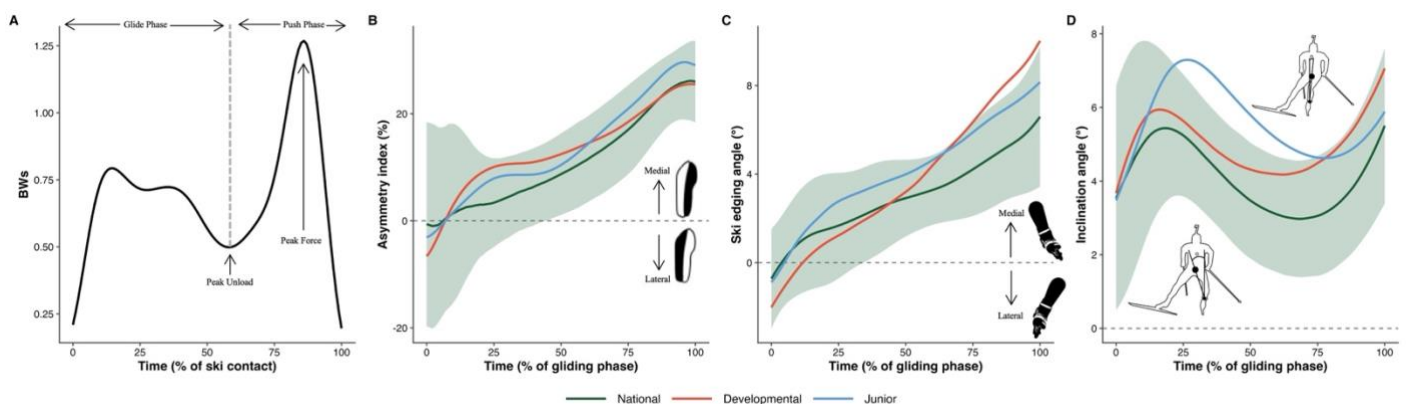 A
Glide Phase
Push Phase
1.25
1.00
0.75
0.50
0.25
BWs
Peak Force
Peak Unload
0
25
50
75
100
Time (% of ski contact)
B
20
0
-20
Asymmetry index (%)
Medial
Lateral
0
25
50
75
100
Time (% of gliding phase)
C
8
4
0
Ski edging angle (°)
Medial
Lateral
0
25
50
75
100
Time (% of gliding phase)
D
8
6
4
2
0
Inclination angle (°)
0
25
50
75
100
Time (% of gliding phase)
National
Developmental
Junior